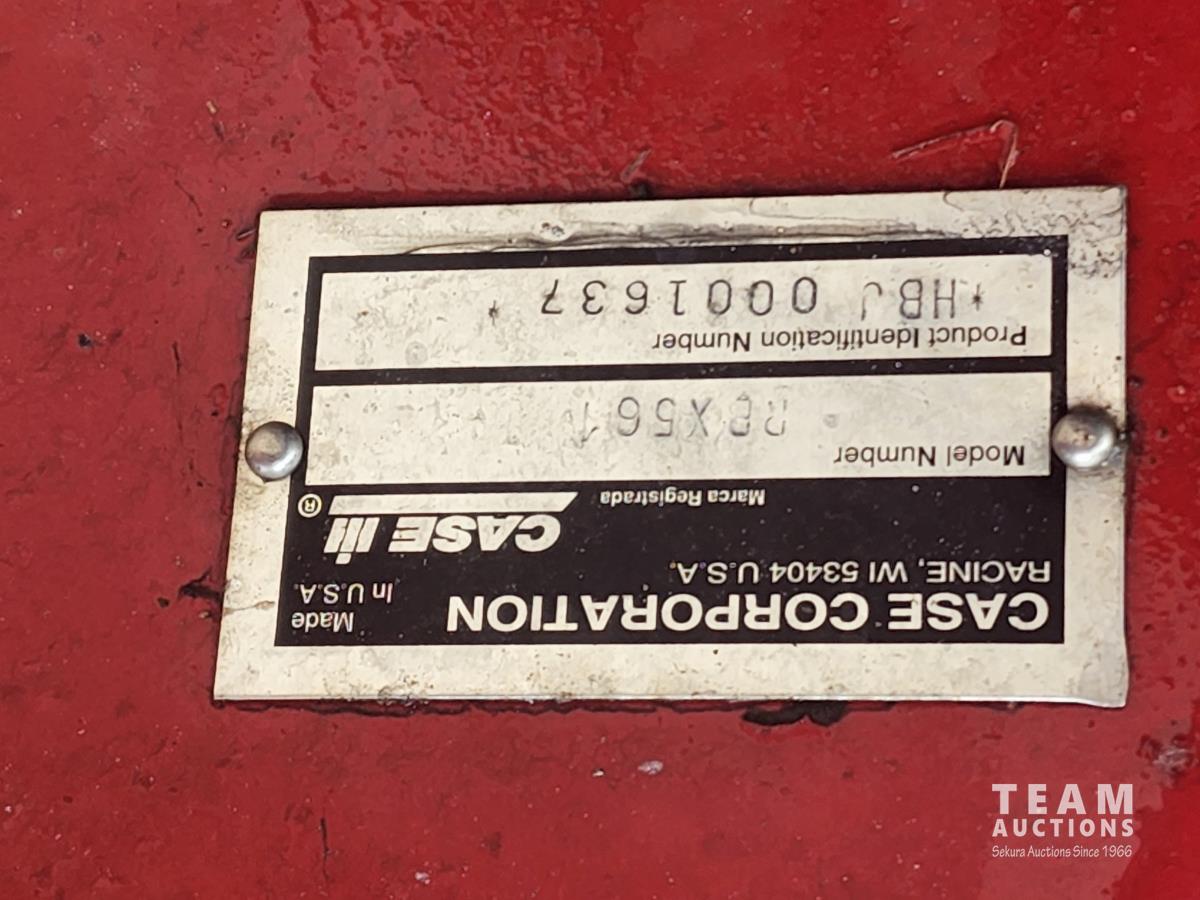 CASE CORPORATION
RACINE, WI 53404 U.S.A.
Made
In U.S.A.
CASE III ®
Marca Registrada
Model Number
RBX561
Product Identification Number
*HBJ 0001637 *
TEAM
AUCTIONS
Sekura Auctions Since 1966